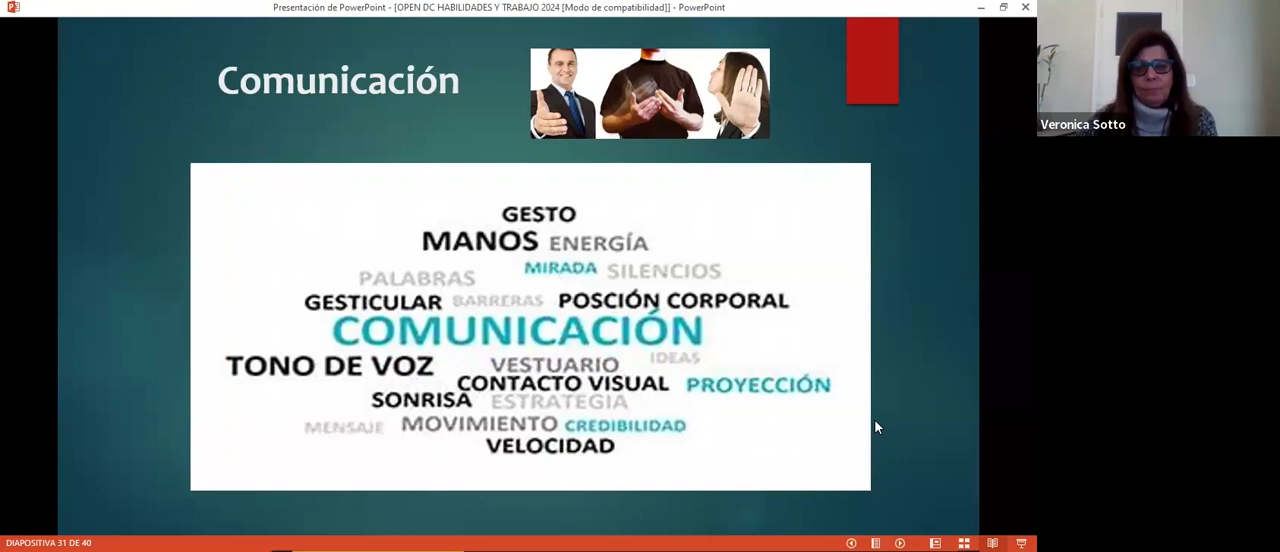 Presentación de PowerPoint - [OPEN DC HABILIDADES Y TRABAJO 2024 [Modo de compatibilidad]] - PowerPoint
Comunicación
Veronica Sotto
GESTO
MANOS ENERGÍA
MIRADA SILENCIOS
PALABRAS
GESTICULAR BARRERAS POSCIÓN CORPORAL
COMUNICACIÓN
TONO DE VOZ VESTUARIO IDEAS
CONTACTO VISUAL PROYECCIÓN
SONRISA ESTRATEGIA
MENSAJE MOVIMIENTO CREDIBILIDAD
VELOCIDAD
DIAPOSITIVA 31 DE 40